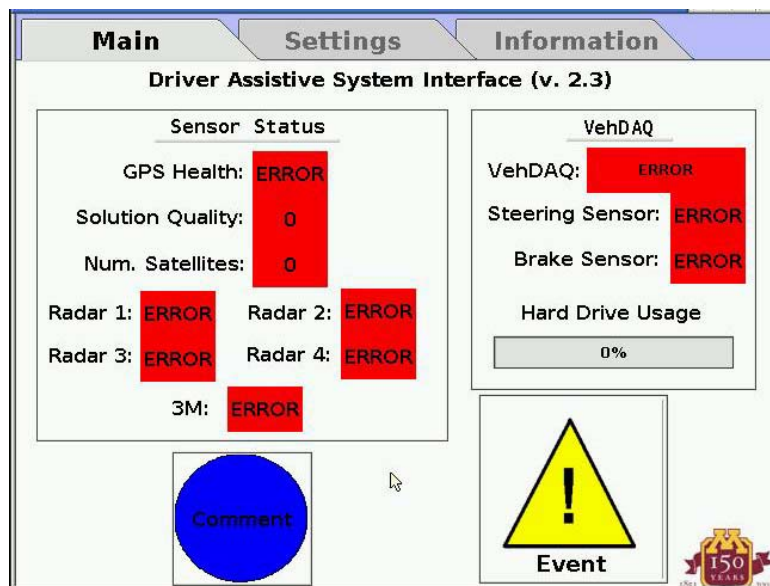 Main
Settings
Information
Driver Assistive System Interface (v. 2.3)
Sensor Status
GPS Health: ERROR
Solution Quality: 0
Num. Satellites: 0
Radar 1: ERROR Radar 2: ERROR
Radar 3: ERROR Radar 4: ERROR
3M: ERROR
VehDAQ
VehDAQ: ERROR
Steering Sensor: ERROR
Brake Sensor: ERROR
Hard Drive Usage
0%
Comment
!
Event
150
YEARS